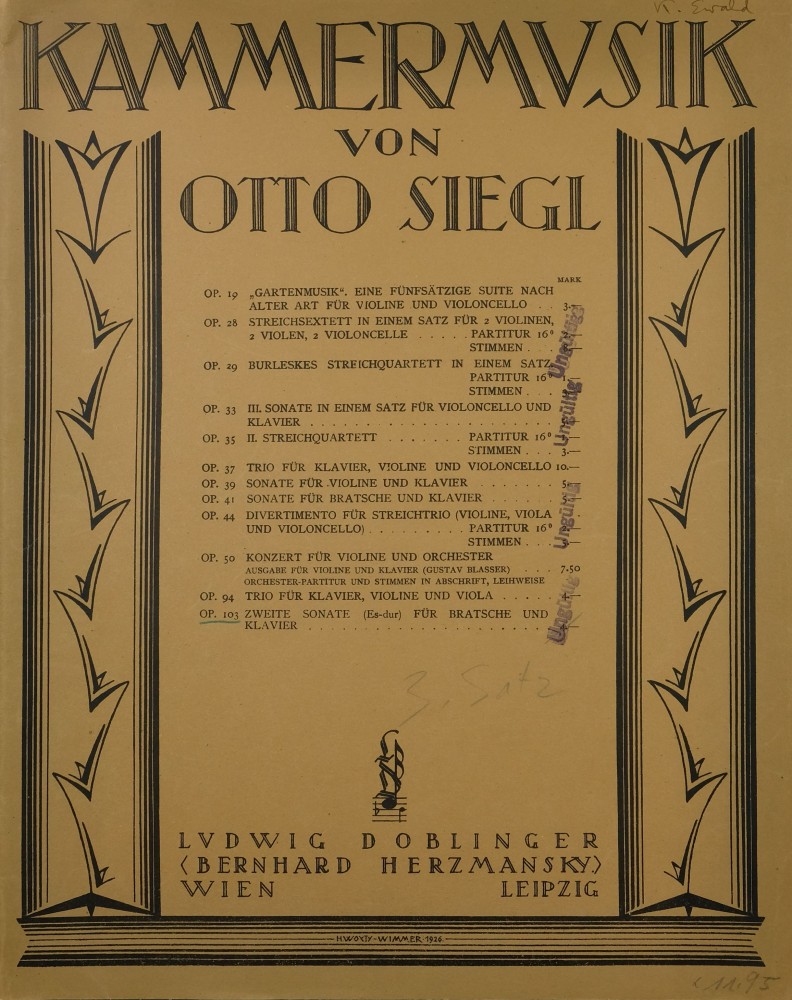 K. Ewald
KAMMERMVSIK
VON
OTTO SIEGL
MARK
OP. 19 „GARTENMUSIK“. EINE FÜNFSÄTZIGE SUITE NACH
ALTER ART FÜR VIOLINE UND VIOLONCELLO . . 3.—
OP. 28 STREICHSEXTETT IN EINEM SATZ FÜR 2 VIOLINEN,
2 VIOLEN, 2 VIOLONCELLE . . . . . PARTITUR 16°
STIMMEN . . .
OP. 29 BURLESKES STREICHQUARTETT IN EINEM SATZ
PARTITUR 16° 1.—
STIMMEN . . .
OP. 33 III. SONATE IN EINEM SATZ FÜR VIOLONCELLO UND
KLAVIER . . . . . . . . . . . . . . . . . . . .
OP. 35 II. STREICHQUARTETT . . . . . . . PARTITUR 16°
STIMMEN . . . 3.—
OP. 37 TRIO FÜR KLAVIER, VIOLINE UND VIOLONCELLO 10.—
OP. 39 SONATE FÜR VIOLINE UND KLAVIER . . . . . . . 5.—
OP. 41 SONATE FÜR BRATSCHE UND KLAVIER . . . . . . 5.—
OP. 44 DIVERTIMENTO FÜR STREICHTRIO (VIOLINE, VIOLA
UND VIOLONCELLO) . . . . . . . . . PARTITUR 16°
STIMMEN . . .
OP. 50 KONZERT FÜR VIOLINE UND ORCHESTER
AUSGABE FÜR VIOLINE UND KLAVIER (GUSTAV BLASSER) . . . 7.50
ORCHESTER-PARTITUR UND STIMMEN IN ABSCHRIFT, LEIHWEISE
OP. 94 TRIO FÜR KLAVIER, VIOLINE UND VIOLA . . . . . 4.—
OP. 103 ZWEITE SONATE (Es-dur) FÜR BRATSCHE UND
KLAVIER . . . . . . . . . . . . . . . . . . . .
Ungültig
Ungültig
Ungültig
Ungültig
3. Satz
LVDWIG DOBLINGER
(BERNHARD HERZMANSKY)
WIEN LEIPZIG
WIMMER 1926
11.95